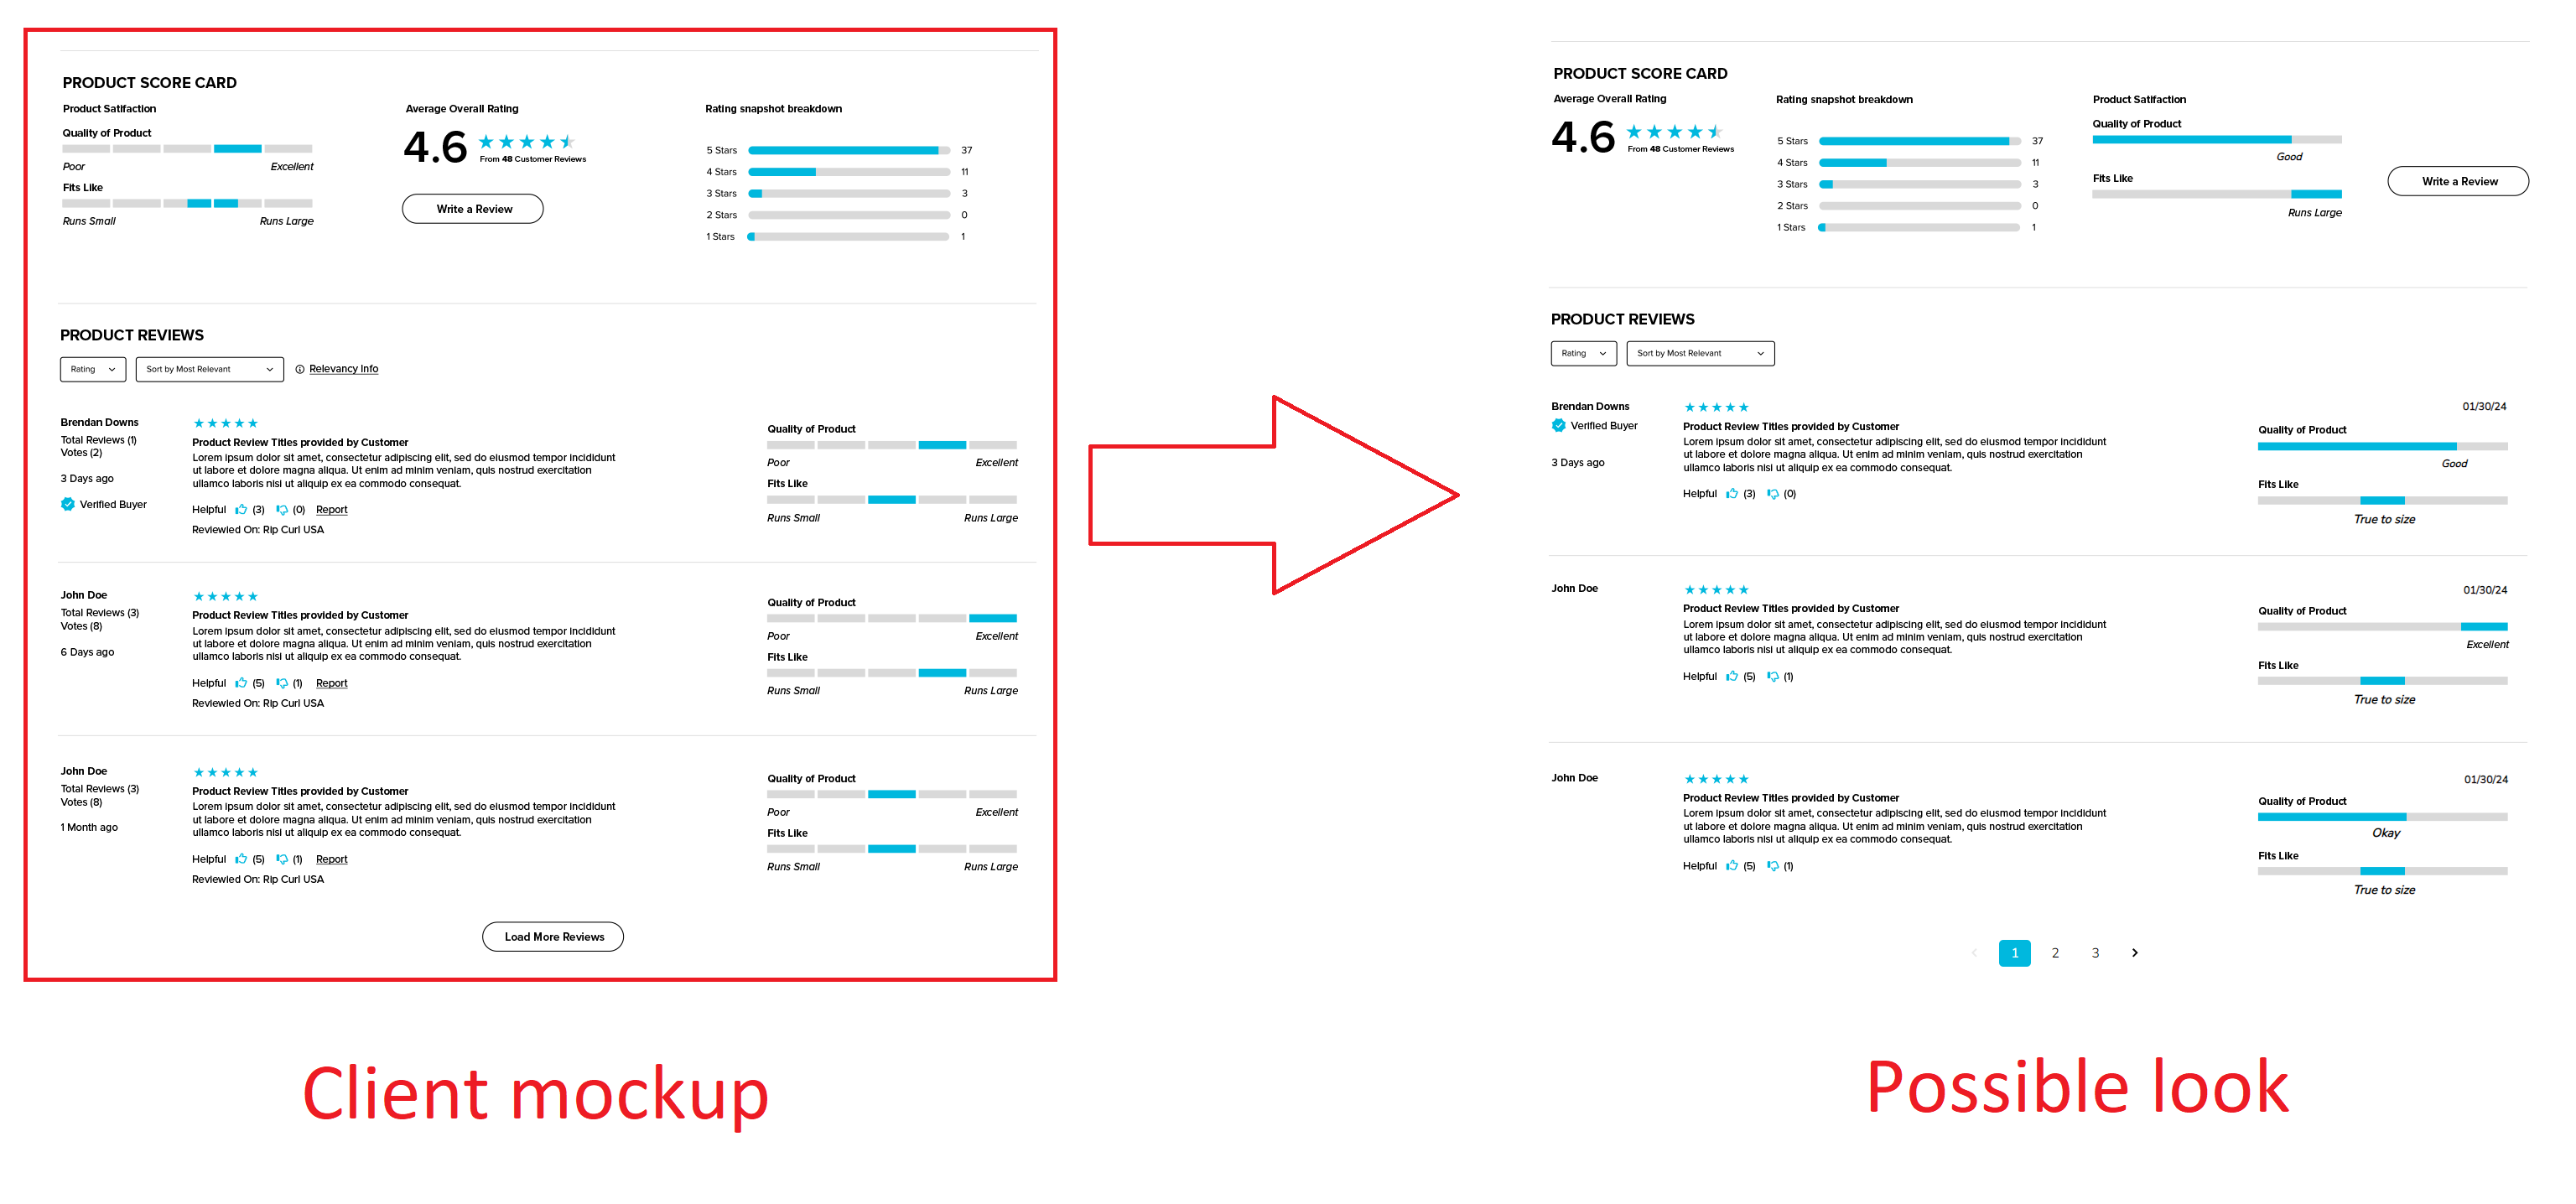 PRODUCT SCORE CARD
Product Satifaction
Quality of Product
Poor Excellent
Fits Like
Runs Small Runs Large
Average Overall Rating
4.6
From 48 Customer Reviews
Write a Review
Rating snapshot breakdown
5 Stars 37
4 Stars 11
3 Stars 3
2 Stars 0
1 Stars 1
PRODUCT REVIEWS
Rating Sort by Most Relevant Relevancy Info
Brendan Downs
Total Reviews (1)
Votes (2)
3 Days ago
Verified Buyer
Product Review Titles provided by Customer
Lorem ipsum dolor sit amet, consectetur adipiscing elit, sed do eiusmod tempor incididunt
ut labore et dolore magna aliqua. Ut enim ad minim veniam, quis nostrud exercitation
ullamco laboris nisi ut aliquip ex ea commodo consequat.
Helpful (3) (0) Report
Reviewied On: Rip Curl USA
Quality of Product
Poor Excellent
Fits Like
Runs Small Runs Large
John Doe
Total Reviews (3)
Votes (8)
6 Days ago
Product Review Titles provided by Customer
Lorem ipsum dolor sit amet, consectetur adipiscing elit, sed do eiusmod tempor incididunt
ut labore et dolore magna aliqua. Ut enim ad minim veniam, quis nostrud exercitation
ullamco laboris nisi ut aliquip ex ea commodo consequat.
Helpful (5) (1) Report
Reviewied On: Rip Curl USA
Quality of Product
Poor Excellent
Fits Like
Runs Small Runs Large
John Doe
Total Reviews (3)
Votes (8)
1 Month ago
Product Review Titles provided by Customer
Lorem ipsum dolor sit amet, consectetur adipiscing elit, sed do eiusmod tempor incididunt
ut labore et dolore magna aliqua. Ut enim ad minim veniam, quis nostrud exercitation
ullamco laboris nisi ut aliquip ex ea commodo consequat.
Helpful (5) (1) Report
Reviewied On: Rip Curl USA
Quality of Product
Poor Excellent
Fits Like
Runs Small Runs Large
Load More Reviews
Client mockup
PRODUCT SCORE CARD
Average Overall Rating
4.6
From 48 Customer Reviews
Rating snapshot breakdown
5 Stars 37
4 Stars 11
3 Stars 3
2 Stars 0
1 Stars 1
Product Satifaction
Quality of Product
Good
Fits Like
Runs Large
Write a Review
PRODUCT REVIEWS
Rating Sort by Most Relevant
Brendan Downs
Verified Buyer
3 Days ago
Product Review Titles provided by Customer
Lorem ipsum dolor sit amet, consectetur adipiscing elit, sed do eiusmod tempor incididunt
ut labore et dolore magna aliqua. Ut enim ad minim veniam, quis nostrud exercitation
ullamco laboris nisi ut aliquip ex ea commodo consequat.
Helpful (3) (0)
01/30/24
Quality of Product
Good
Fits Like
True to size
John Doe
Product Review Titles provided by Customer
Lorem ipsum dolor sit amet, consectetur adipiscing elit, sed do eiusmod tempor incididunt
ut labore et dolore magna aliqua. Ut enim ad minim veniam, quis nostrud exercitation
ullamco laboris nisi ut aliquip ex ea commodo consequat.
Helpful (5) (1)
01/30/24
Quality of Product
Excellent
Fits Like
True to size
John Doe
Product Review Titles provided by Customer
Lorem ipsum dolor sit amet, consectetur adipiscing elit, sed do eiusmod tempor incididunt
ut labore et dolore magna aliqua. Ut enim ad minim veniam, quis nostrud exercitation
ullamco laboris nisi ut aliquip ex ea commodo consequat.
Helpful (5) (1)
01/30/24
Quality of Product
Okay
Fits Like
True to size
1 2 3
Possible look